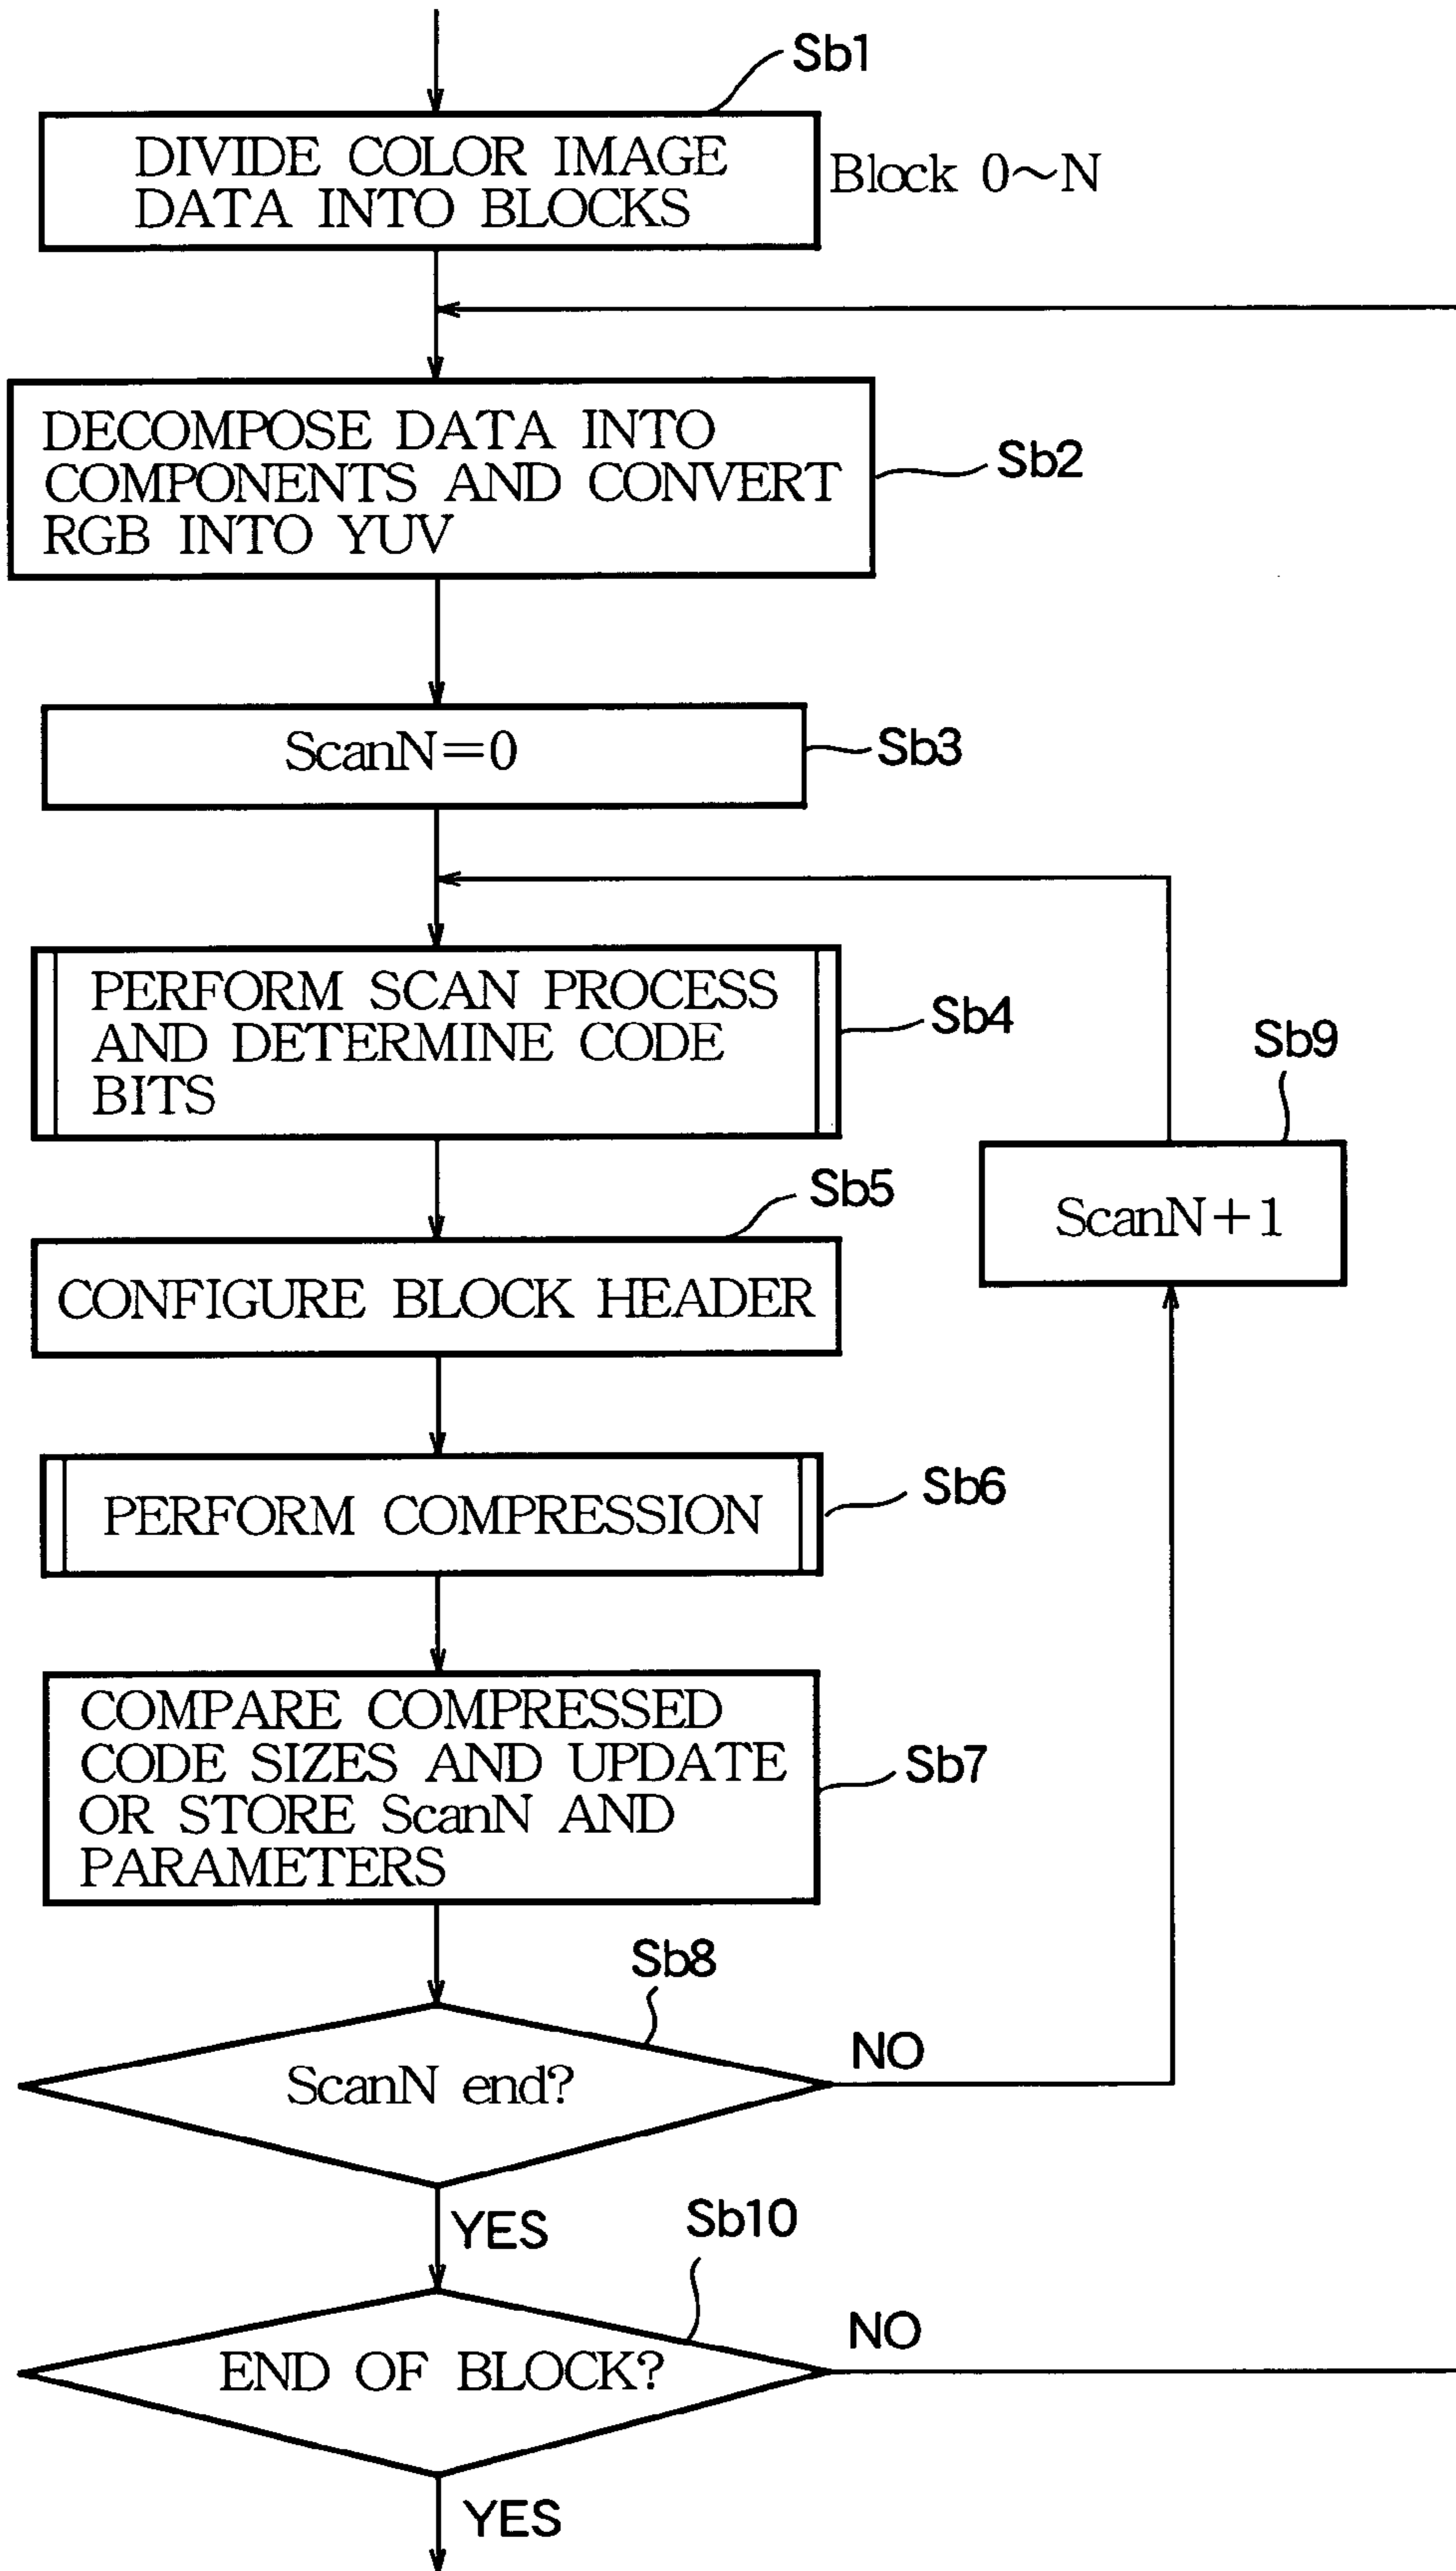 Sb1
DIVIDE COLOR IMAGE
DATA INTO BLOCKS
Block 0～N
DECOMPOSE DATA INTO
COMPONENTS AND CONVERT
RGB INTO YUV
Sb2
ScanN=0
Sb3
PERFORM SCAN PROCESS
AND DETERMINE CODE
BITS
Sb4
Sb9
ScanN+1
Sb5
CONFIGURE BLOCK HEADER
PERFORM COMPRESSION
Sb6
COMPARE COMPRESSED
CODE SIZES AND UPDATE
OR STORE ScanN AND
PARAMETERS
Sb7
Sb8
ScanN end?
NO
YES
Sb10
END OF BLOCK?
NO
YES